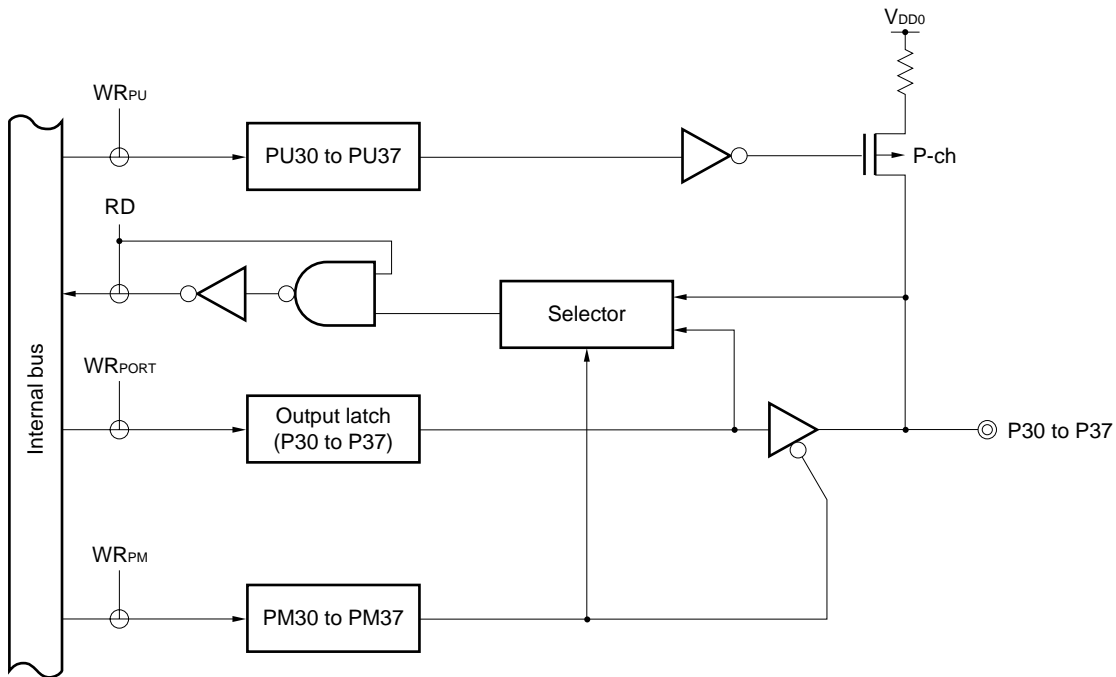 VDD0
WRPU
PU30 to PU37
P-ch
RD
Selector
Internal bus
WRPORT
Output latch
(P30 to P37)
P30 to P37
WRPM
PM30 to PM37